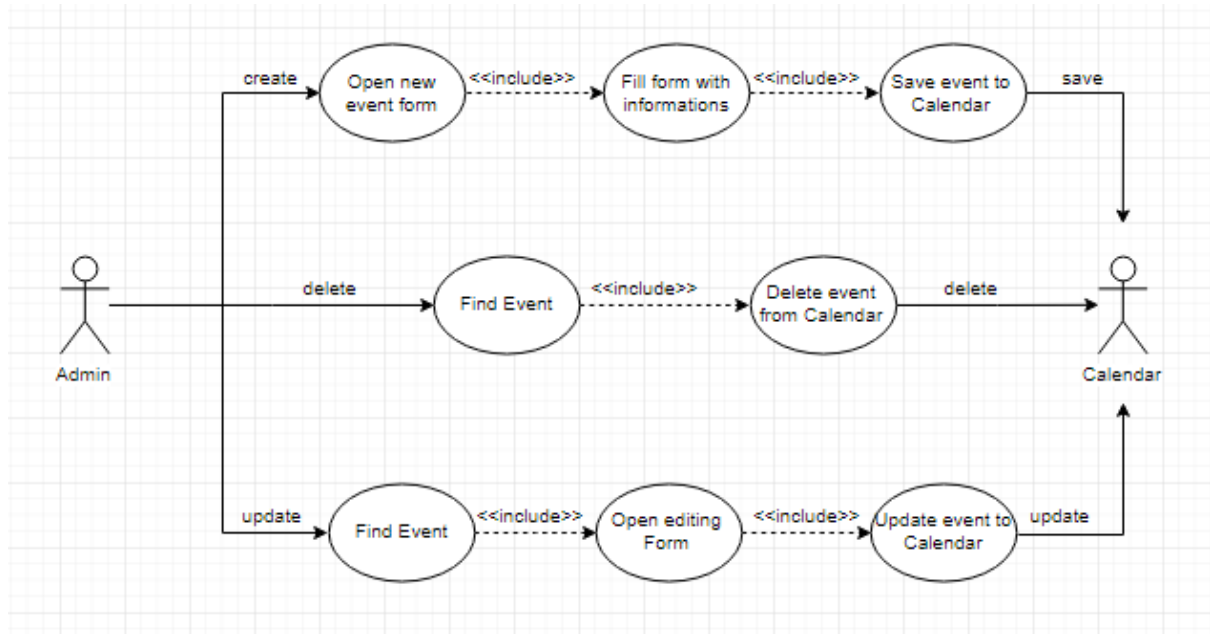 create
Open new
event form
<<include>>
Fill form with
informations
<<include>>
Save event to
Calendar
save
Admin
delete
Find Event
<<include>>
Delete event
from Calendar
delete
Calendar
update
Find Event
<<include>>
Open editing
Form
<<include>>
Update event to
Calendar
update